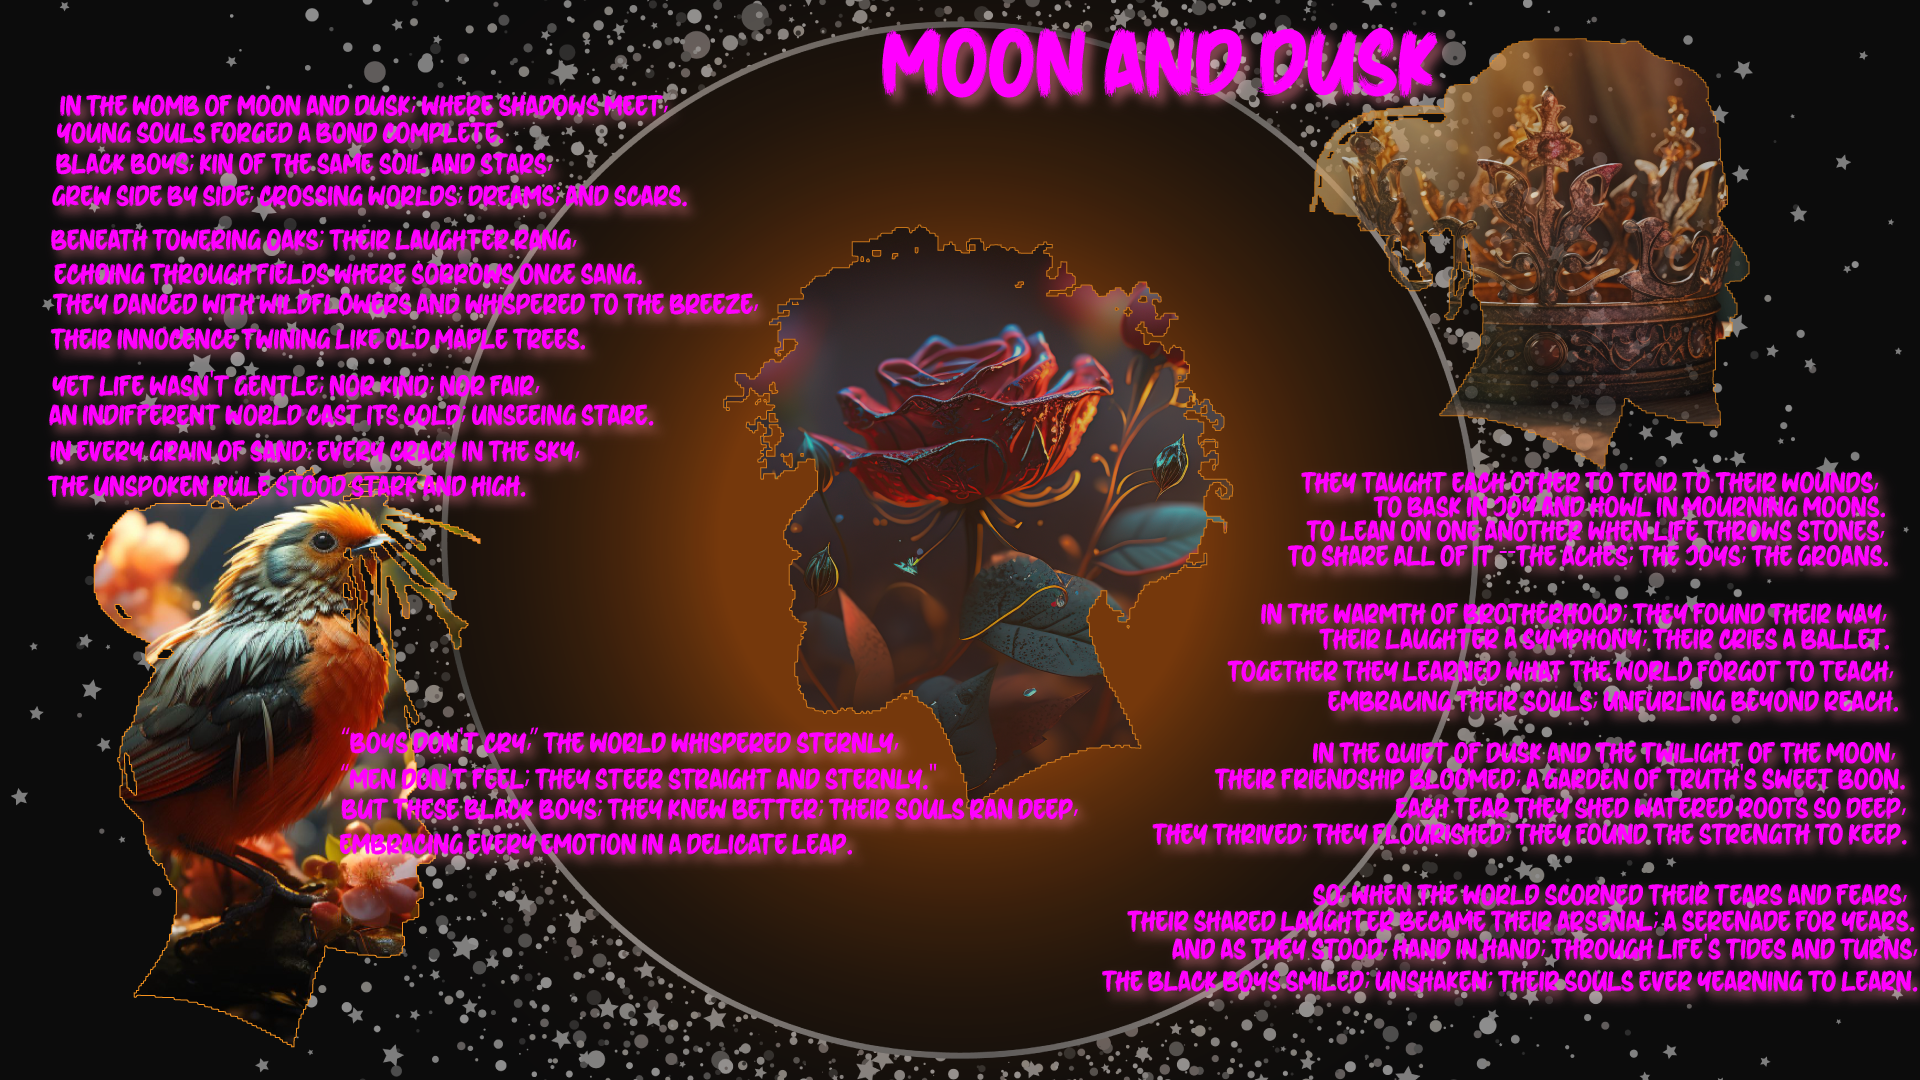 MOON AND DUSK
IN THE WOMB OF MOON AND DUSK, WHERE SHADOWS MEET,
YOUNG SOULS FORGED A BOND COMPLETE,
BLACK BOYS, KIN OF THE SAME SOIL AND STARS,
GREW SIDE BY SIDE, CROSSING WORLDS, DREAMS, AND SCARS.
BENEATH TOWERING OAKS, THEIR LAUGHTER RANG,
ECHOING THROUGH FIELDS WHERE SORROWS ONCE SANG.
THEY DANCED WITH WILDFLOWERS AND WHISPERED TO THE BREEZE,
THEIR INNOCENCE TWINING LIKE OLD MAPLE TREES.
YET LIFE WASN'T GENTLE, NOR KIND, NOR FAIR,
AN INDIFFERENT WORLD CAST ITS COLD, UNSEEING STARE.
IN EVERY GRAIN OF SAND, EVERY CRACK IN THE SKY,
THE UNSPOKEN RULE STOOD STARK AND HIGH.
"BOYS DON'T CRY," THE WORLD WHISPERED STERNLY,
"MEN DON'T FEEL, THEY STEER STRAIGHT AND STERNLY."
BUT THESE BLACK BOYS, THEY KNEW BETTER, THEIR SOULS RAN DEEP,
EMBRACING EVERY EMOTION IN A DELICATE LEAP.
THEY TAUGHT EACH OTHER TO TEND TO THEIR WOUNDS,
TO BASK IN JOY AND HOWL IN MOURNING MOONS.
TO LEAN ON ONE ANOTHER WHEN LIFE THROWS STONES,
TO SHARE ALL OF IT --THE ACHES, THE JOYS, THE GROANS.
IN THE WARMTH OF BROTHERHOOD, THEY FOUND THEIR WAY,
THEIR LAUGHTER A SYMPHONY, THEIR CRIES A BALLET.
TOGETHER THEY LEARNED WHAT THE WORLD FORGOT TO TEACH,
EMBRACING THEIR SOULS, UNFURLING BEYOND REACH.
IN THE QUIET OF DUSK AND THE TWILIGHT OF THE MOON,
THEIR FRIENDSHIP BLOOMED, A GARDEN OF TRUTH'S SWEET BOON.
EACH TEAR THEY SHED WATERED ROOTS SO DEEP,
THEY THRIVED, THEY FLOURISHED, THEY FOUND THE STRENGTH TO KEEP.
SO, WHEN THE WORLD SCORNED THEIR TEARS AND FEARS,
THEIR SHARED LAUGHTER BECAME THEIR ARSENAL, A SERENADE FOR YEARS.
AND AS THEY STOOD, HAND IN HAND, THROUGH LIFE'S TIDES AND TURNS,
THE BLACK BOYS SMILED, UNSHAKEN, THEIR SOULS EVER YEARNING TO LEARN.